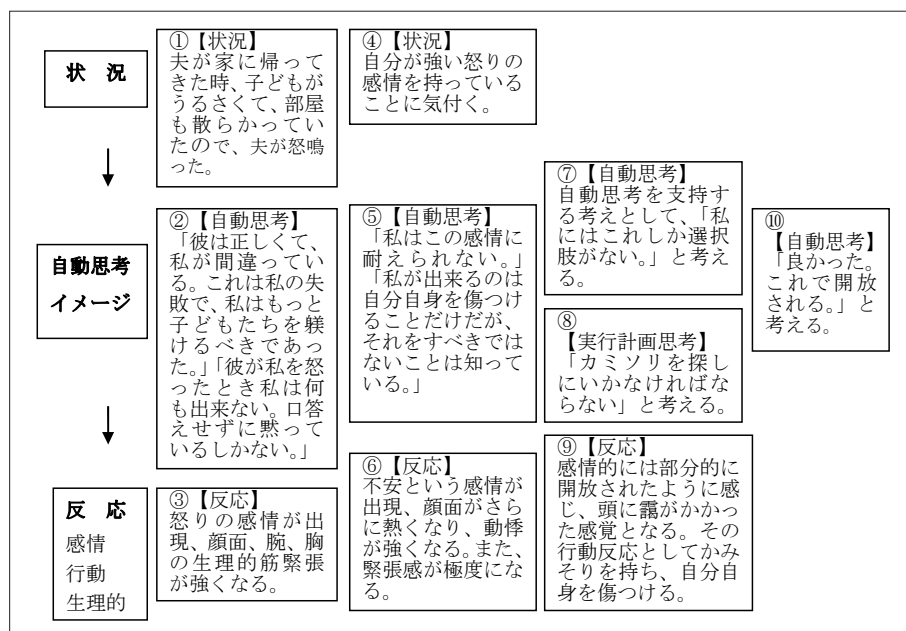 状 況
①【状況】
夫が家に帰って
きた時、子どもが
うるさくて、部屋
も散らかってい
たので、夫が怒鳴
った。
④【状況】
自分が強い怒りの
感情を持っている
ことに気付く。
自動思考
イメージ
②【自動思考】
「彼は正しくて、
私が間違ってい
る。これは私の失
敗で、私はもっと
子どもたちを躾
けるべきであっ
た。」「彼が私を怒
ったとき私は何
も出来ない。口答
えせずに黙って
いるしかない。」
⑤【自動思考】
「私はこの感情に
耐えられない。」
「私が出来るのは
自分自身を傷つけ
ることだけだが、
それをすべきでは
ないことは知って
いる。」
⑦【自動思考】
自動思考を支持す
る考えとして、「私
にはこれしか選択
肢がない。」と考え
る。
⑧
【実行計画思考】
「カミソリを探し
にいかなければな
らない」と考える。
⑩
【自動思考】
「良かった。
これで開放
される。」と
考える。
反 応
感情
行動
生理的
③【反応】
怒りの感情が出
現、顔面、腕、胸
の生理的筋緊張
が強くなる。
⑥【反応】
不安という感情が
出現、顔面がさら
に熱くなり、動悸
が強くなる。また、
緊張感が極度にな
る。
⑨【反応】
感情的には部分的に
開放されたように感
じ、頭に靄がかかっ
た感覚となる。その
行動反応としてかみ
そりを持ち、自分自
身を傷つける。